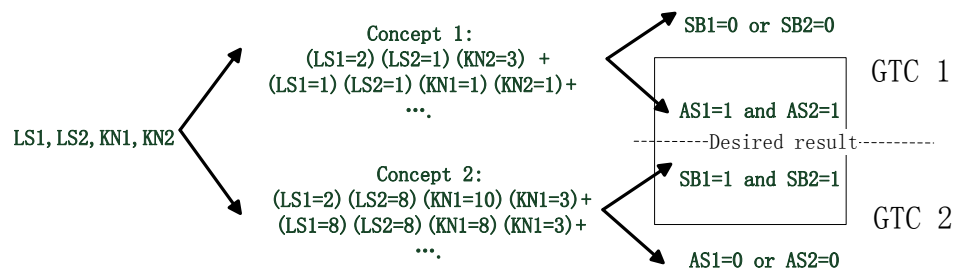 LS1, LS2, KN1, KN2
Concept 1:
(LS1=2) (LS2=1) (KN2=3) +
(LS1=1) (LS2=1) (KN1=1) (KN2=1) +
….
Concept 2:
(LS1=2) (LS2=8) (KN1=10) (KN1=3) +
(LS1=8) (LS2=8) (KN1=8) (KN1=3) +
….
SB1=0 or SB2=0
GTC 1
AS1=1 and AS2=1
Desired result
SB1=1 and SB2=1
GTC 2
AS1=0 or AS2=0